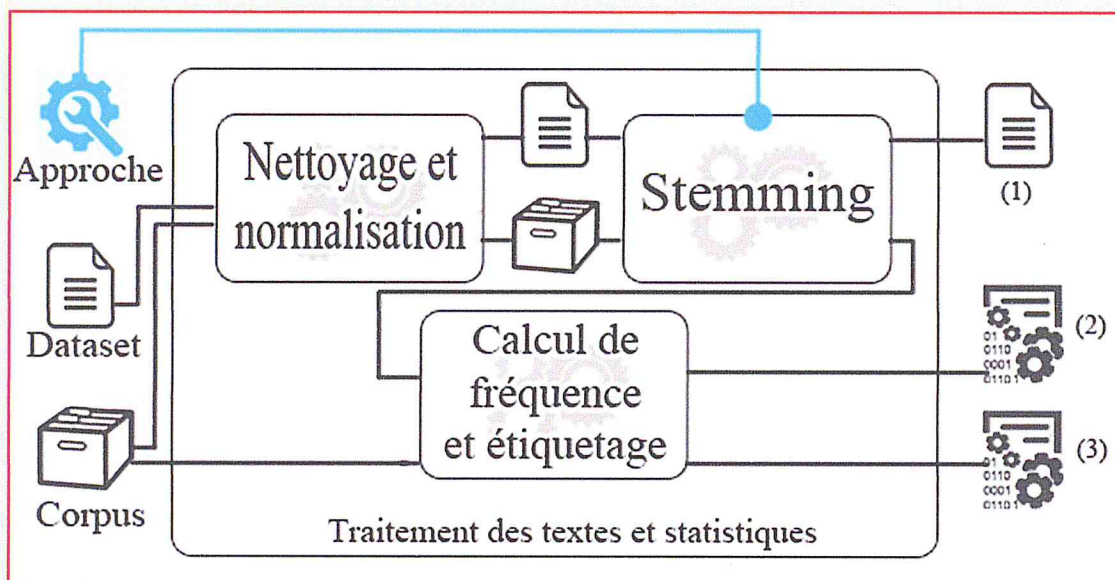 Approche
Nettoyage et
normalisation
Stemming
(1)
Dataset
Calcul de
fréquence
et étiquetage
01
0110
0001
01101
(2)
Corpus
01
0110
0001
01101
(3)
Traitement des textes et statistiques